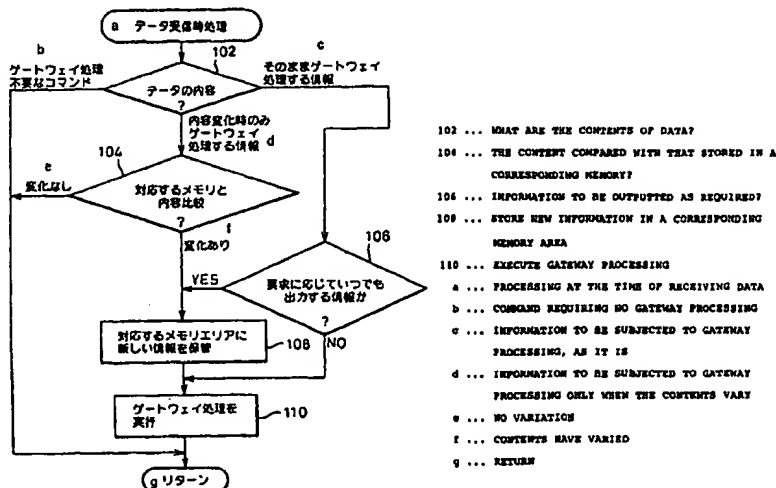 a データ受信時処理
b
ゲートウェイ処理
不要なコマンド
102
c
そのままゲートウェイ
処理する情報
データの内容
?
内容変化時のみ
ゲートウェイ
処理する情報 d
104
e
変化なし
対応するメモリと
内容比較
?
f
変化あり
106
YES
要求に応じていつでも
出力する情報か
?
NO
対応するメモリエリアに
新しい情報を保管
108
ゲートウェイ処理を
実行
110
g リターン
102 ... WHAT ARE THE CONTENTS OF DATA?
104 ... THE CONTENT COMPARED WITH THAT STORED IN A
CORRESPONDING MEMORY?
106 ... INFORMATION TO BE OUTPUTTED AS REQUIRED?
108 ... STORE NEW INFORMATION IN A CORRESPONDING
MEMORY AREA
110 ... EXECUTE GATEWAY PROCESSING
a ... PROCESSING AT THE TIME OF RECEIVING DATA
b ... COMMAND REQUIRING NO GATEWAY PROCESSING
c ... INFORMATION TO BE SUBJECTED TO GATEWAY
PROCESSING, AS IT IS
d ... INFORMATION TO BE SUBJECTED TO GATEWAY
PROCESSING ONLY WHEN THE CONTENTS VARY
e ... NO VARIATION
f ... CONTENTS HAVE VARIED
g ... RETURN